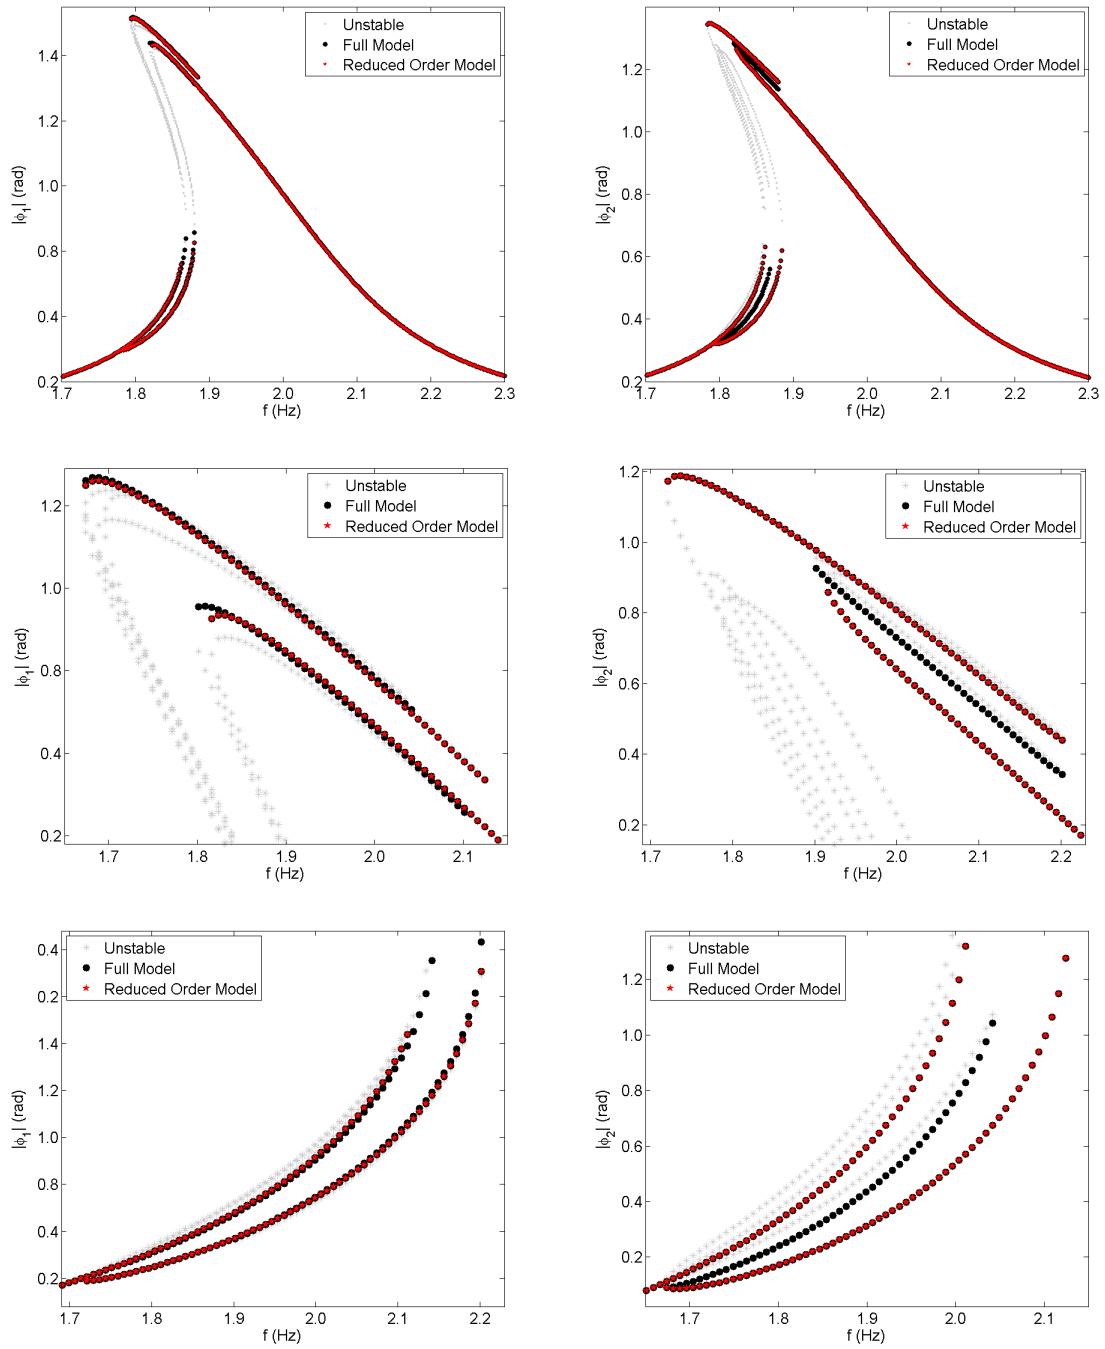 Unstable
Full Model
Reduced Order Model
1.4
1.2
1.0
0.8
0.4
0.2
|ϕ1| (rad)
1.7 1.8 1.9 2.0 2.1 2.2 2.3
f (Hz)
Unstable
Full Model
Reduced Order Model
1.2
1.0
0.8
0.6
0.4
0.2
|ϕ2| (rad)
1.7 1.8 1.9 2.0 2.1 2.2 2.3
f (Hz)
Unstable
Full Model
Reduced Order Model
1.2
1.0
0.8
0.4
0.2
|ϕ1| (rad)
1.7 1.8 1.9 2.0 2.1
f (Hz)
Unstable
Full Model
Reduced Order Model
1.2
1.0
0.8
0.6
0.4
0.2
|ϕ2| (rad)
1.7 1.8 1.9 2.0 2.1 2.2
f (Hz)
Unstable
Full Model
Reduced Order Model
0.4
0.2
1.4
1.2
1.0
0.8
0.4
0.2
|ϕ1| (rad)
1.7 1.8 1.9 2.0 2.1 2.2
f (Hz)
Unstable
Full Model
Reduced Order Model
1.2
1.0
0.8
0.6
0.4
0.2
|ϕ2| (rad)
1.7 1.8 1.9 2.0 2.1
f (Hz)